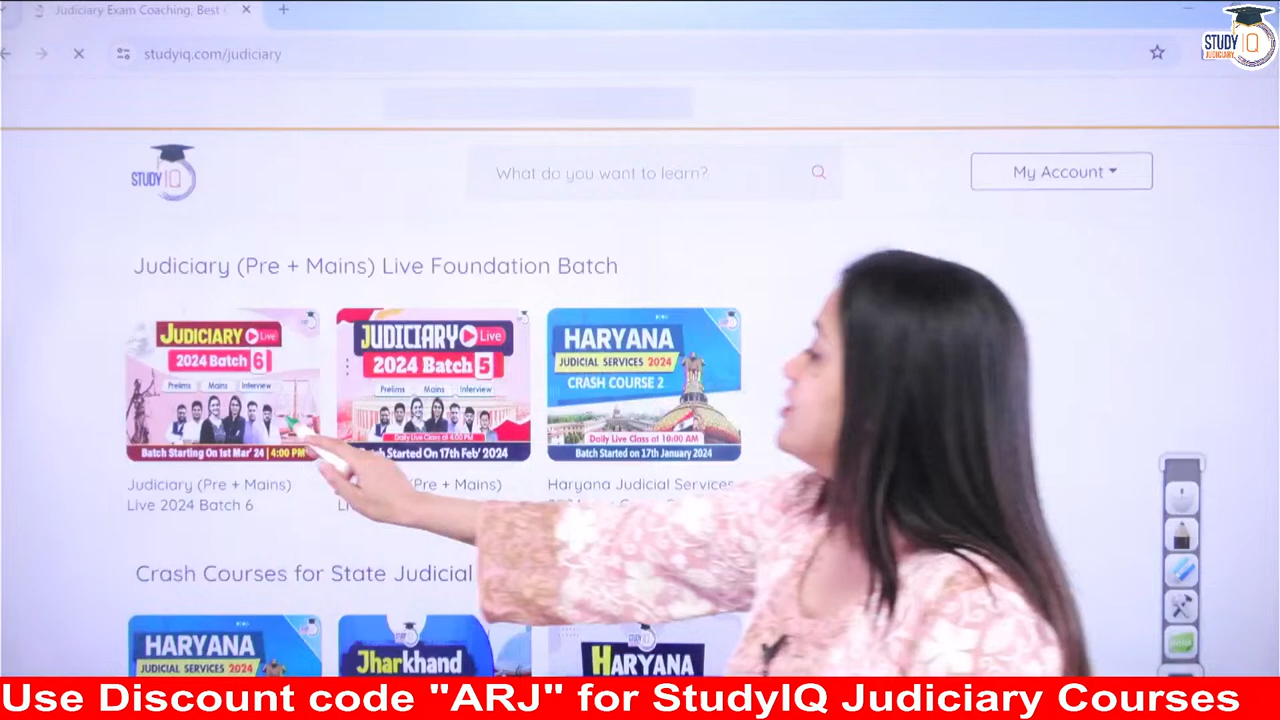 Judiciary Exam Coaching, Best
studyiq.com/judiciary
STUDY IQ
JUDICIARY
STUDY IQ
What do you want to learn?
My Account
Judiciary (Pre + Mains) Live Foundation Batch
JUDICIARY Live
2024 Batch 6
Prelims Mains Interview
Batch Starting On 1st Mar' 24 | 4:00 PM
Judiciary (Pre + Mains)
Live 2024 Batch 6
JUDICIARY Live
2024 Batch 5
Prelims Mains Interview
Daily Live Class at 4:00 PM
Started On 17th Feb' 2024
(Pre + Mains)
HARYANA
JUDICIAL SERVICES 2024
CRASH COURSE 2
Daily Live Class at 10:00 AM
Batch Started on 17th January 2024
Haryana Judicial Services
Crash Courses for State Judicial
HARYANA
JUDICIAL SERVICES 2024
Jharkhand
HARYANA
Use Discount code "ARJ" for StudyIQ Judiciary Courses